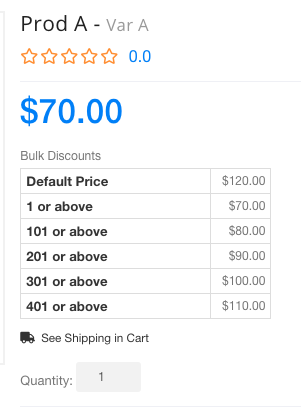 Prod A - Var A
0.0
$70.00
Bulk Discounts
Default Price $120.00
1 or above $70.00
101 or above $80.00
201 or above $90.00
301 or above $100.00
401 or above $110.00
See Shipping in Cart
Quantity: 1